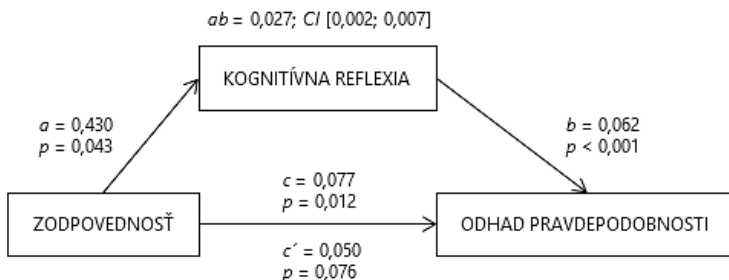 ab = 0,027; CI [0,002; 0,007]
KOGNITÍVNA REFLEXIA
a = 0,430
p = 0,043
b = 0,062
p < 0,001
c = 0,077
p = 0,012
ZODPOVEDNOSŤ
ODHAD PRAVDEPODOBNOSTI
c´ = 0,050
p = 0,076